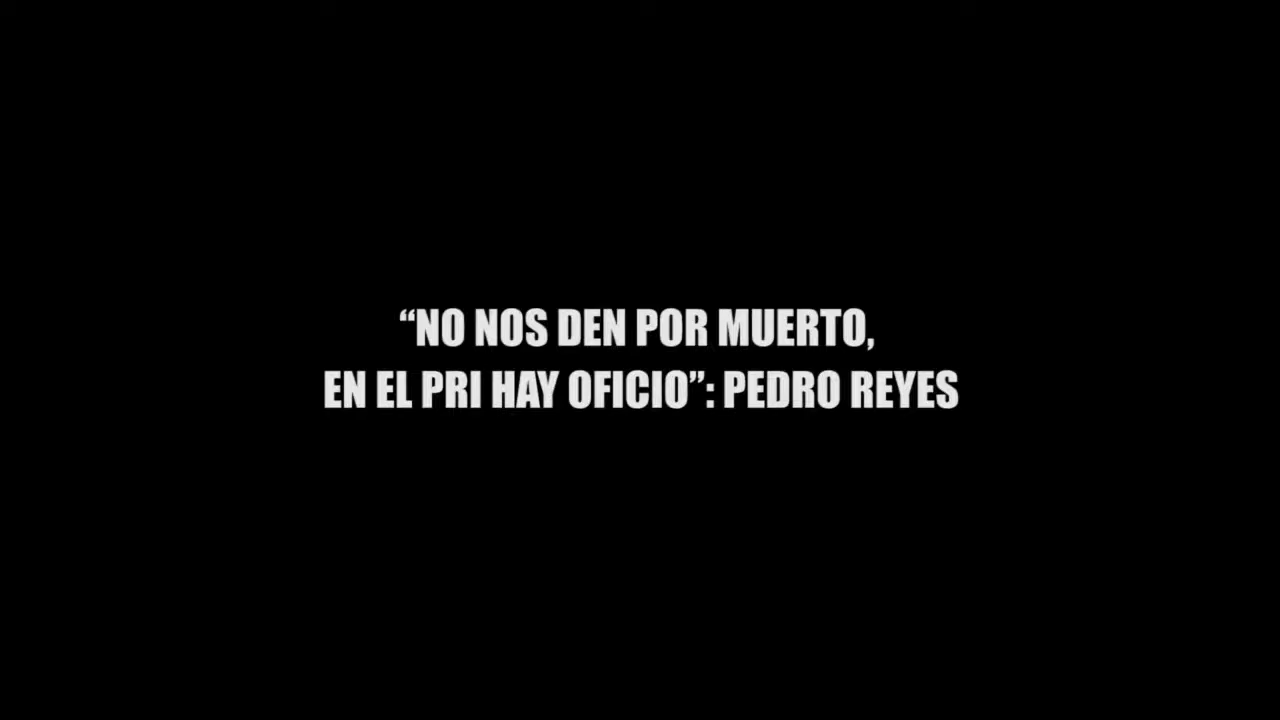 “NO NOS DEN POR MUERTO,
EN EL PRI HAY OFICIO”: PEDRO REYES